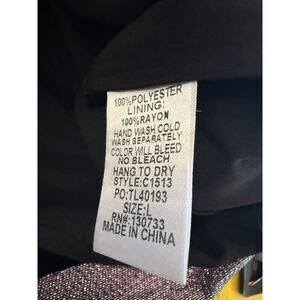 100%POLYESTER
LINING:
100%RAYON
HAND WASH COLD
WASH SEPARATELY
COLOR WILL BLEED
NO BLEACH
HANG TO DRY
STYLE:C1513
PO:TL40193
SIZE:L
RN#:130733
MADE IN CHINA